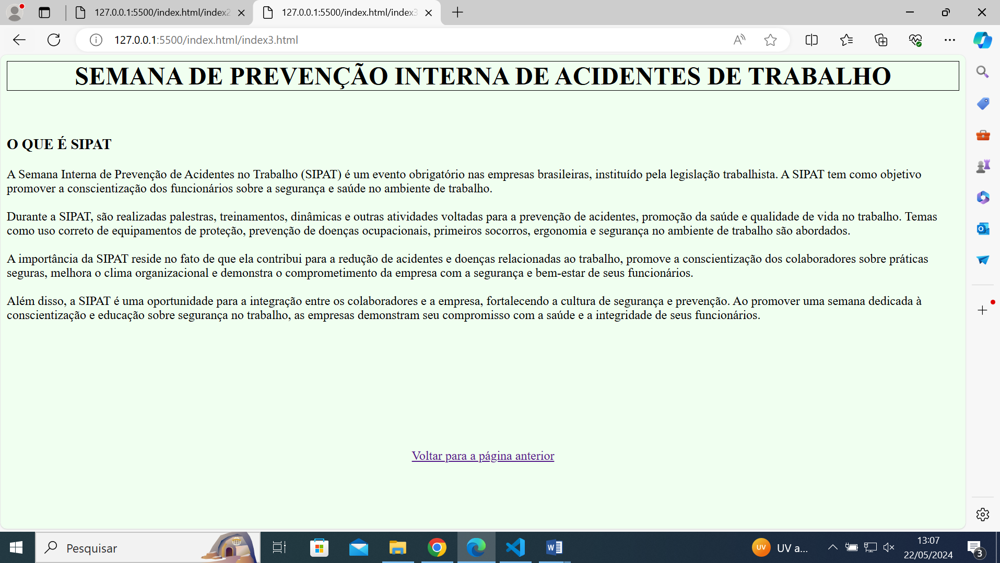 127.0.0.1:5500/index.html/index2
127.0.0.1:5500/index.html/index3
127.0.0.1:5500/index.html/index3.html
SEMANA DE PREVENÇÃO INTERNA DE ACIDENTES DE TRABALHO
O QUE É SIPAT
A Semana Interna de Prevenção de Acidentes no Trabalho (SIPAT) é um evento obrigatório nas empresas brasileiras, instituído pela legislação trabalhista. A SIPAT tem como objetivo
promover a conscientização dos funcionários sobre a segurança e saúde no ambiente de trabalho.
Durante a SIPAT, são realizadas palestras, treinamentos, dinâmicas e outras atividades voltadas para a prevenção de acidentes, promoção da saúde e qualidade de vida no trabalho. Temas
como uso correto de equipamentos de proteção, prevenção de doenças ocupacionais, primeiros socorros, ergonomia e segurança no ambiente de trabalho são abordados.
A importância da SIPAT reside no fato de que ela contribui para a redução de acidentes e doenças relacionadas ao trabalho, promove a conscientização dos colaboradores sobre práticas
seguras, melhora o clima organizacional e demonstra o comprometimento da empresa com a segurança e bem-estar de seus funcionários.
Além disso, a SIPAT é uma oportunidade para a integração entre os colaboradores e a empresa, fortalecendo a cultura de segurança e prevenção. Ao promover uma semana dedicada à
conscientização e educação sobre segurança no trabalho, as empresas demonstram seu compromisso com a saúde e a integridade de seus funcionários.
Voltar para a página anterior
Pesquisar
UV
UV a...
13:07
22/05/2024
3